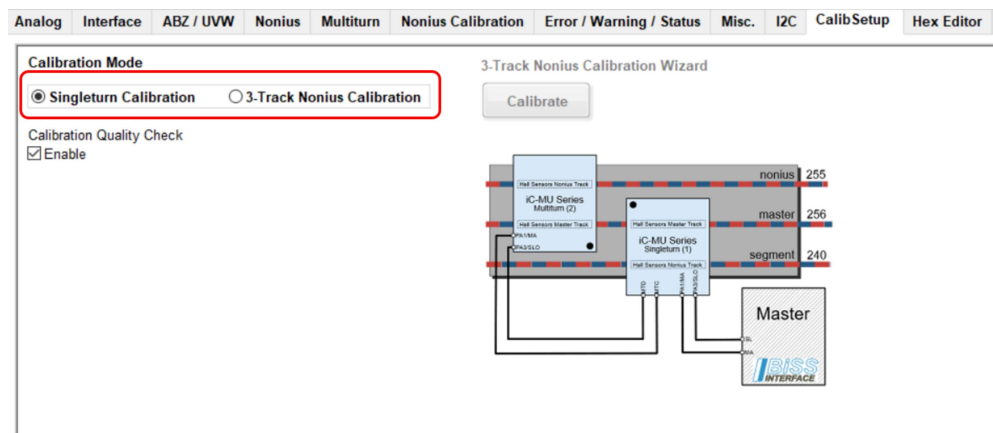 Analog Interface ABZ / UVW Nonius Multiturn Nonius Calibration Error / Warning / Status Misc. I2C CalibSetup Hex Editor
Calibration Mode
Singleturn Calibration 3-Track Nonius Calibration
Calibration Quality Check
Enable
3-Track Nonius Calibration Wizard
Calibrate
nonius 255
Hall Sensors Nonius Track
iC-MU Series
Multiturn (2)
Hall Sensors Master Track
PA1/MA
PA3/SLO
master 256
Hall Sensors Master Track
iC-MU Series
Singleturn (1)
Hall Sensors Nonius Track
segment 240
MTD MTC PA1/MA PA3/SLO
Master
SL
MA
BiSS
INTERFACE